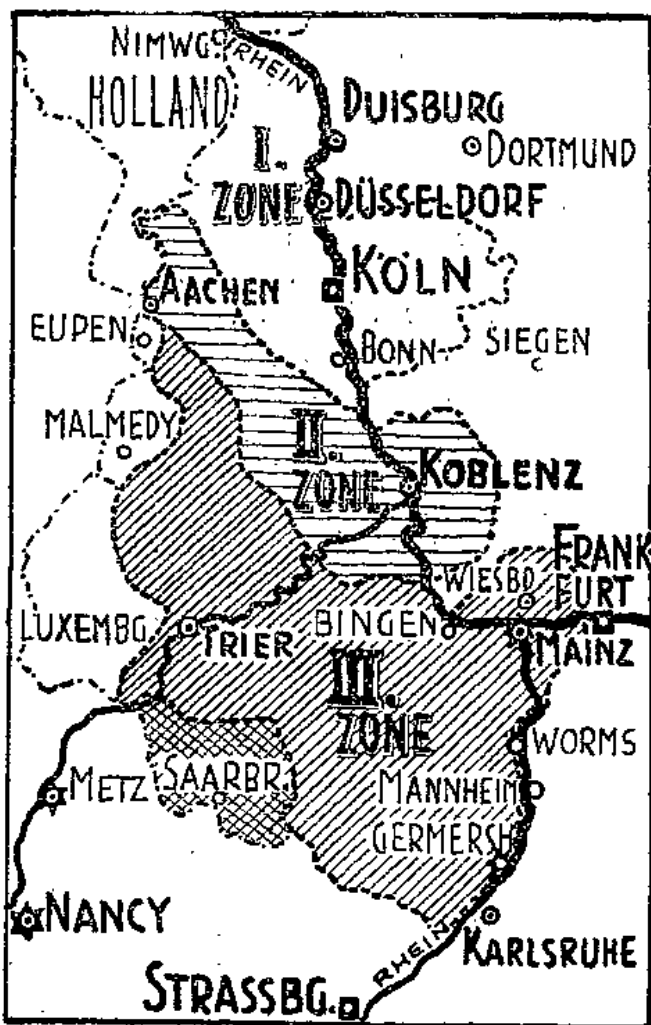 NIMWG.
RHEIN
HOLLAND
DUISBURG
DORTMUND
I.
ZONE
DÜSSELDORF
KÖLN
AACHEN
EUPEN
BONN
SIEGEN
MALMEDY
II.
ZONE
KOBLENZ
FRANK
FURT
WIESBD
LUXEMBG.
TRIER
BINGEN
MAINZ
III.
ZONE
WORMS
METZ
SAARBR.
MANNHEIM
GERMERSH
NANCY
RHEIN
KARLSRUHE
STRASSBG.